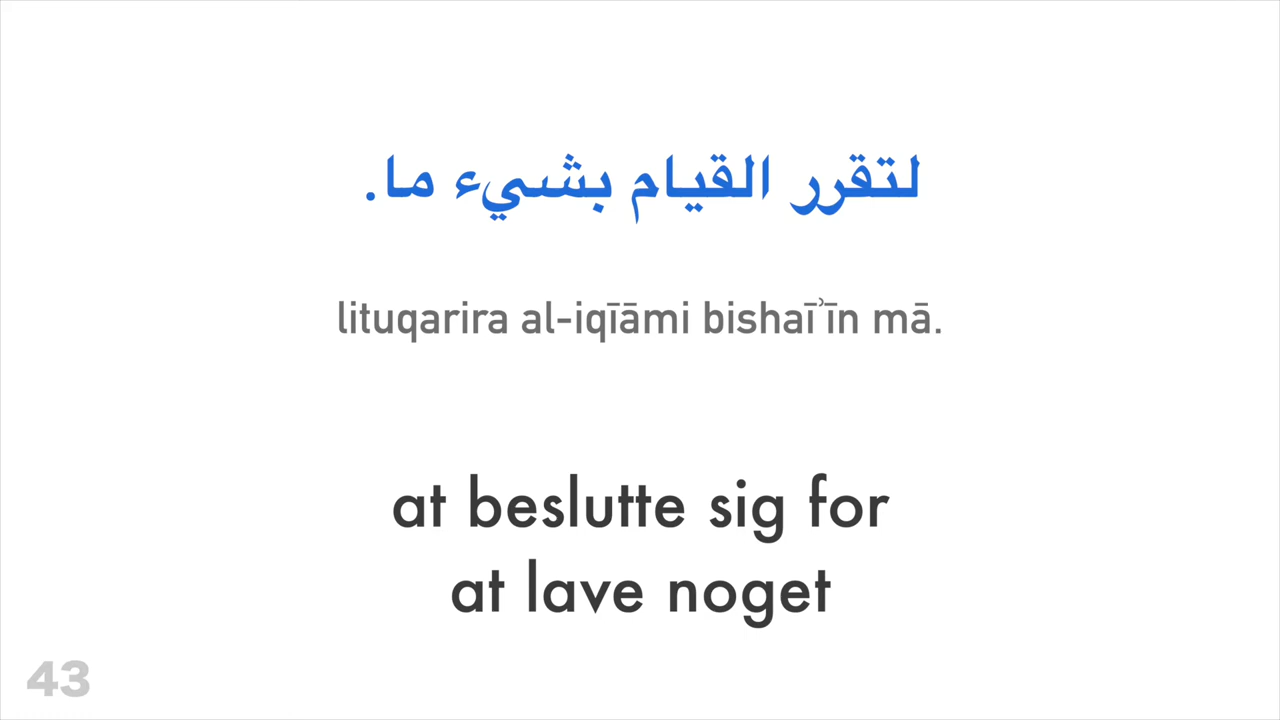 لتقرر القيام بشيء ما.
lituqarira al-iqīāmi bishaīʾīn mā.
at beslutte sig for
at lave noget
43